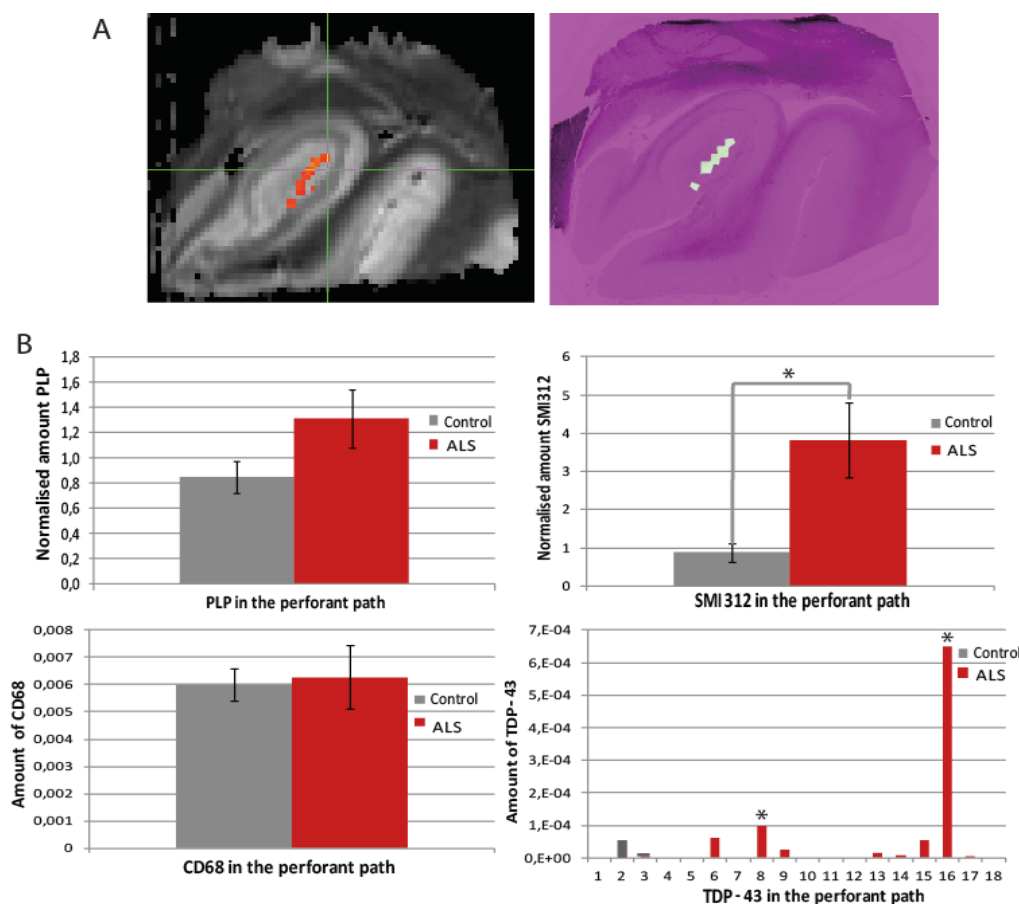 A
B
Normalised amount PLP
1,8
1,6
1,4
1,2
1,0
0,8
0,6
0,4
0,2
0,0
Control
ALS
PLP in the perforant path
Normalised amount SMI312
6
5
4
3
2
1
0
*
Control
ALS
SMI312 in the perforant path
Amount of CD68
0,008
0,007
0,006
0,005
0,004
0,003
0,002
0,001
0
Control
ALS
CD68 in the perforant path
Amount of TDP-43
7,E-04
6,E-04
5,E-04
4,E-04
3,E-04
2,E-04
1,E-04
0,E+00
*
*
Control
ALS
1 2 3 4 5 6 7 8 9 10 11 12 13 14 15 16 17 18
TDP-43 in the perforant path